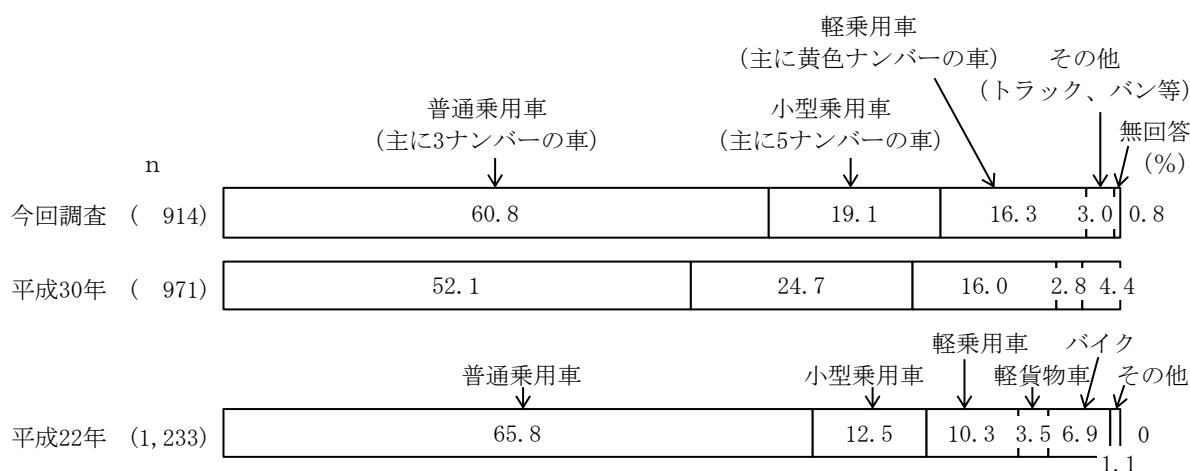 軽乗用車
(主に黄色ナンバーの車)
その他
(トラック、バン等)
普通乗用車
(主に3ナンバーの車)
小型乗用車
(主に5ナンバーの車)
無回答
(%)
n
今回調査 ( 914) 60.8 19.1 16.3 3.0 0.8
平成30年 ( 971) 52.1 24.7 16.0 2.8 4.4
軽乗用車 バイク
普通乗用車 小型乗用車 軽貨物車 その他
平成22年 (1,233) 65.8 12.5 10.3 3.5 6.9 0
1.1